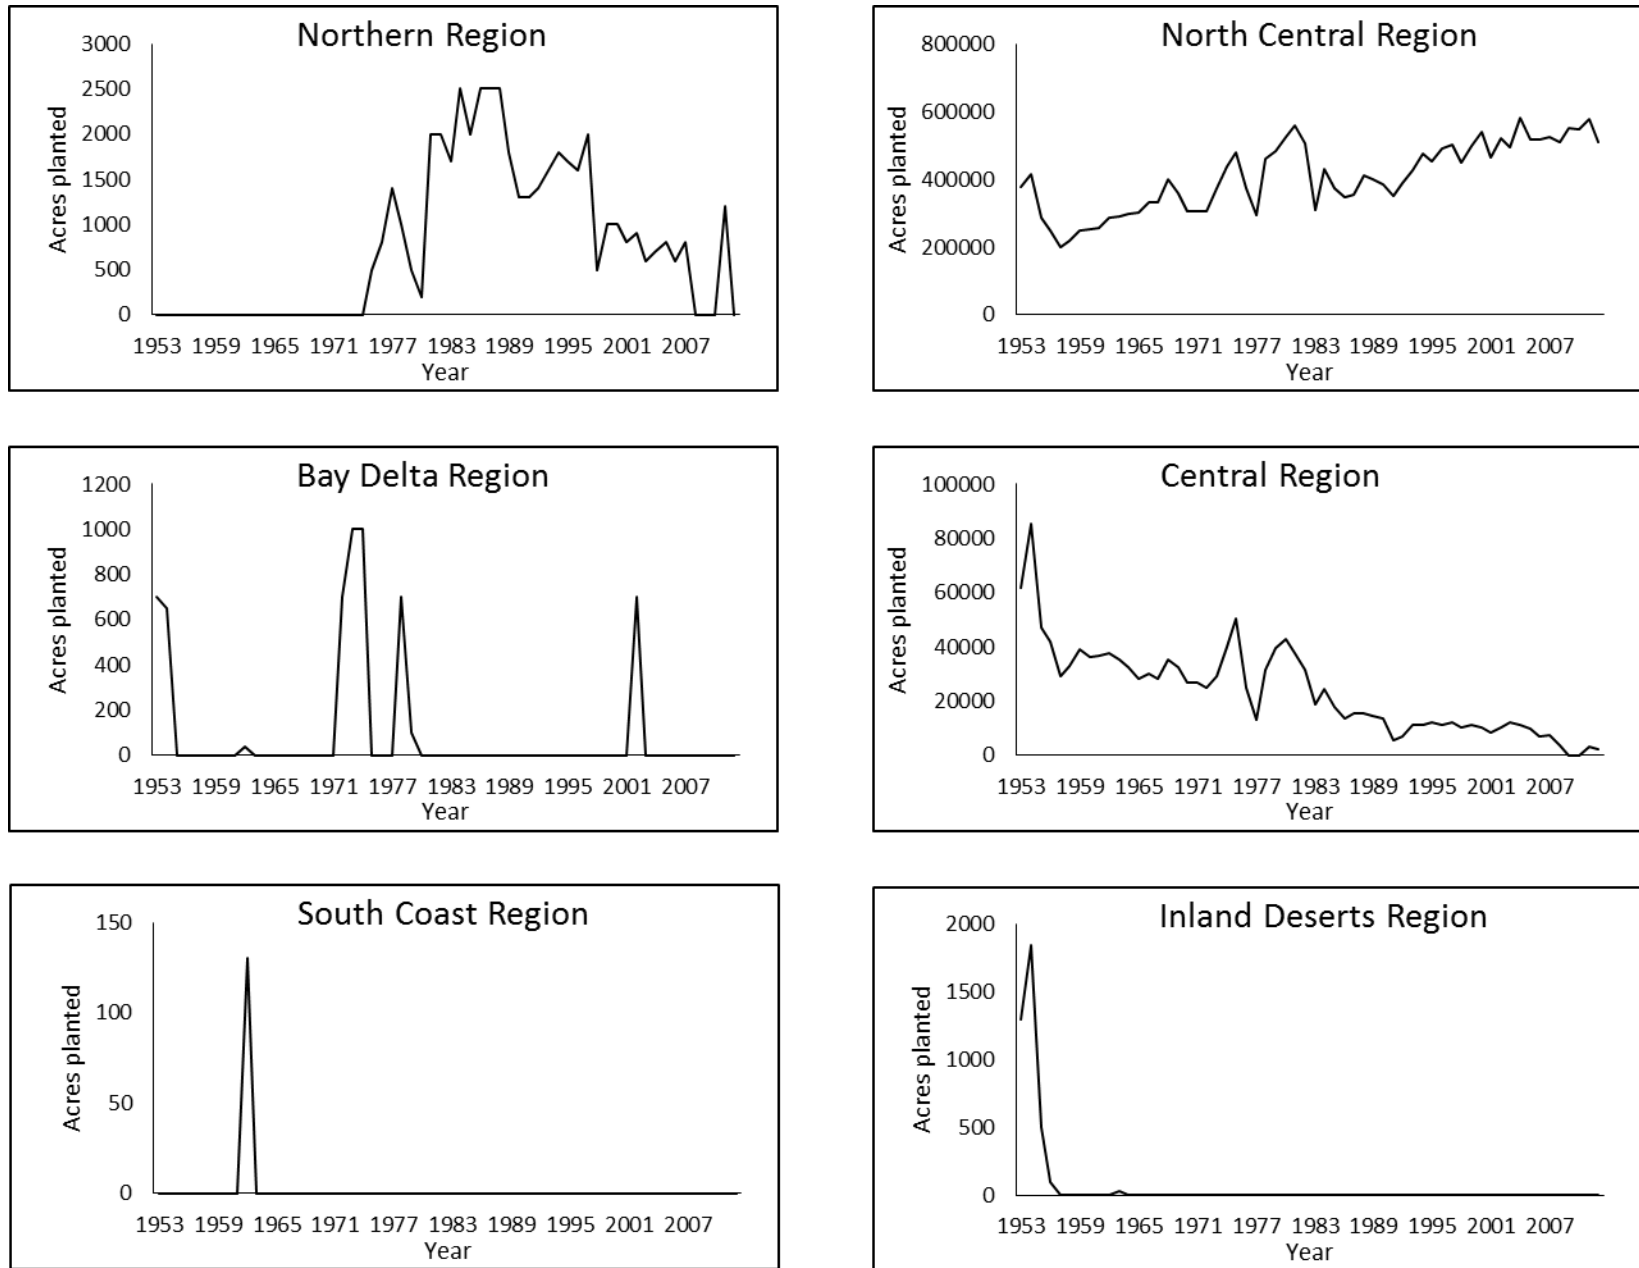 Northern Region
Acres planted
3000
2500
2000
1500
1000
500
0
1953 1959 1965 1971 1977 1983 1989 1995 2001 2007
Year
North Central Region
Acres planted
800000
600000
400000
200000
0
1953 1959 1965 1971 1977 1983 1989 1995 2001 2007
Year
Bay Delta Region
Acres planted
1200
1000
800
600
400
200
0
1953 1959 1965 1971 1977 1983 1989 1995 2001 2007
Year
Central Region
Acres planted
100000
80000
60000
40000
20000
0
1953 1959 1965 1971 1977 1983 1989 1995 2001 2007
Year
South Coast Region
Acres planted
150
100
50
0
1953 1959 1965 1971 1977 1983 1989 1995 2001 2007
Year
Inland Deserts Region
Acres planted
2000
1500
1000
500
0
1953 1959 1965 1971 1977 1983 1989 1995 2001 2007
Year